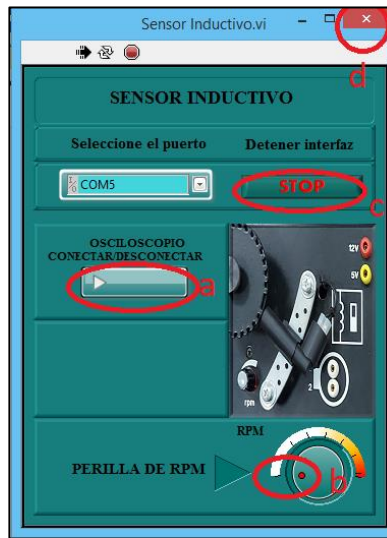 Sensor Inductivo.vi
d
SENSOR INDUCTIVO
Seleccione el puerto
Detener interfaz
I/O COM5
STOP
c
OSCILOSCOPIO
CONECTAR/DESCONECTAR
a
12V
5V
rpm
2
RPM
PERILLA DE RPM
b